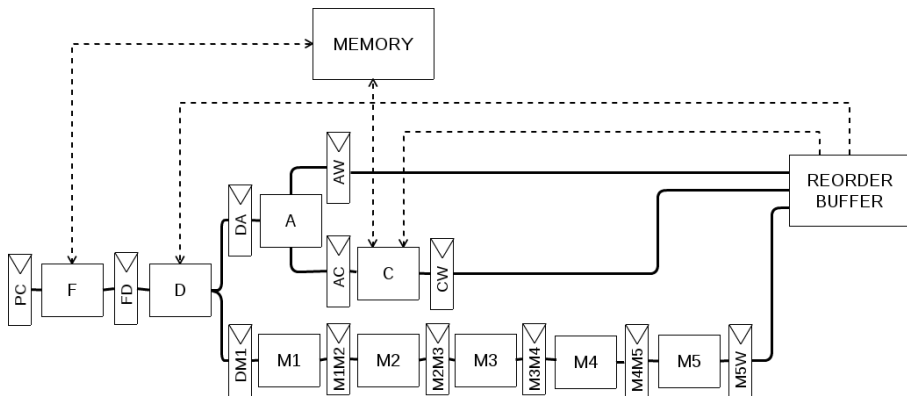 MEMORY
REORDER
BUFFER
AW
DA
A
PC
F
FD
D
AC
C
CW
DM1
M1
M1M2
M2
M2M3
M3
M3M4
M4
M4M5
M5
M5W